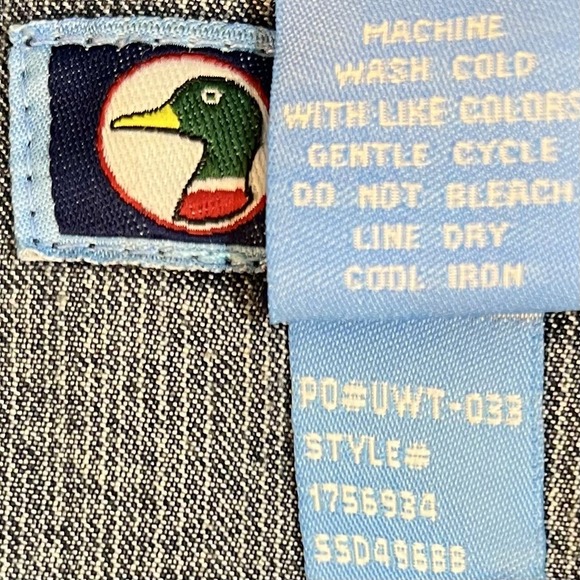 MACHINE
WASH COLD
WITH LIKE COLORS
GENTLE CYCLE
DO NOT BLEACH
LINE DRY
COOL IRON
PO#UWT-033
STYLE#
1756934
SSD496BB